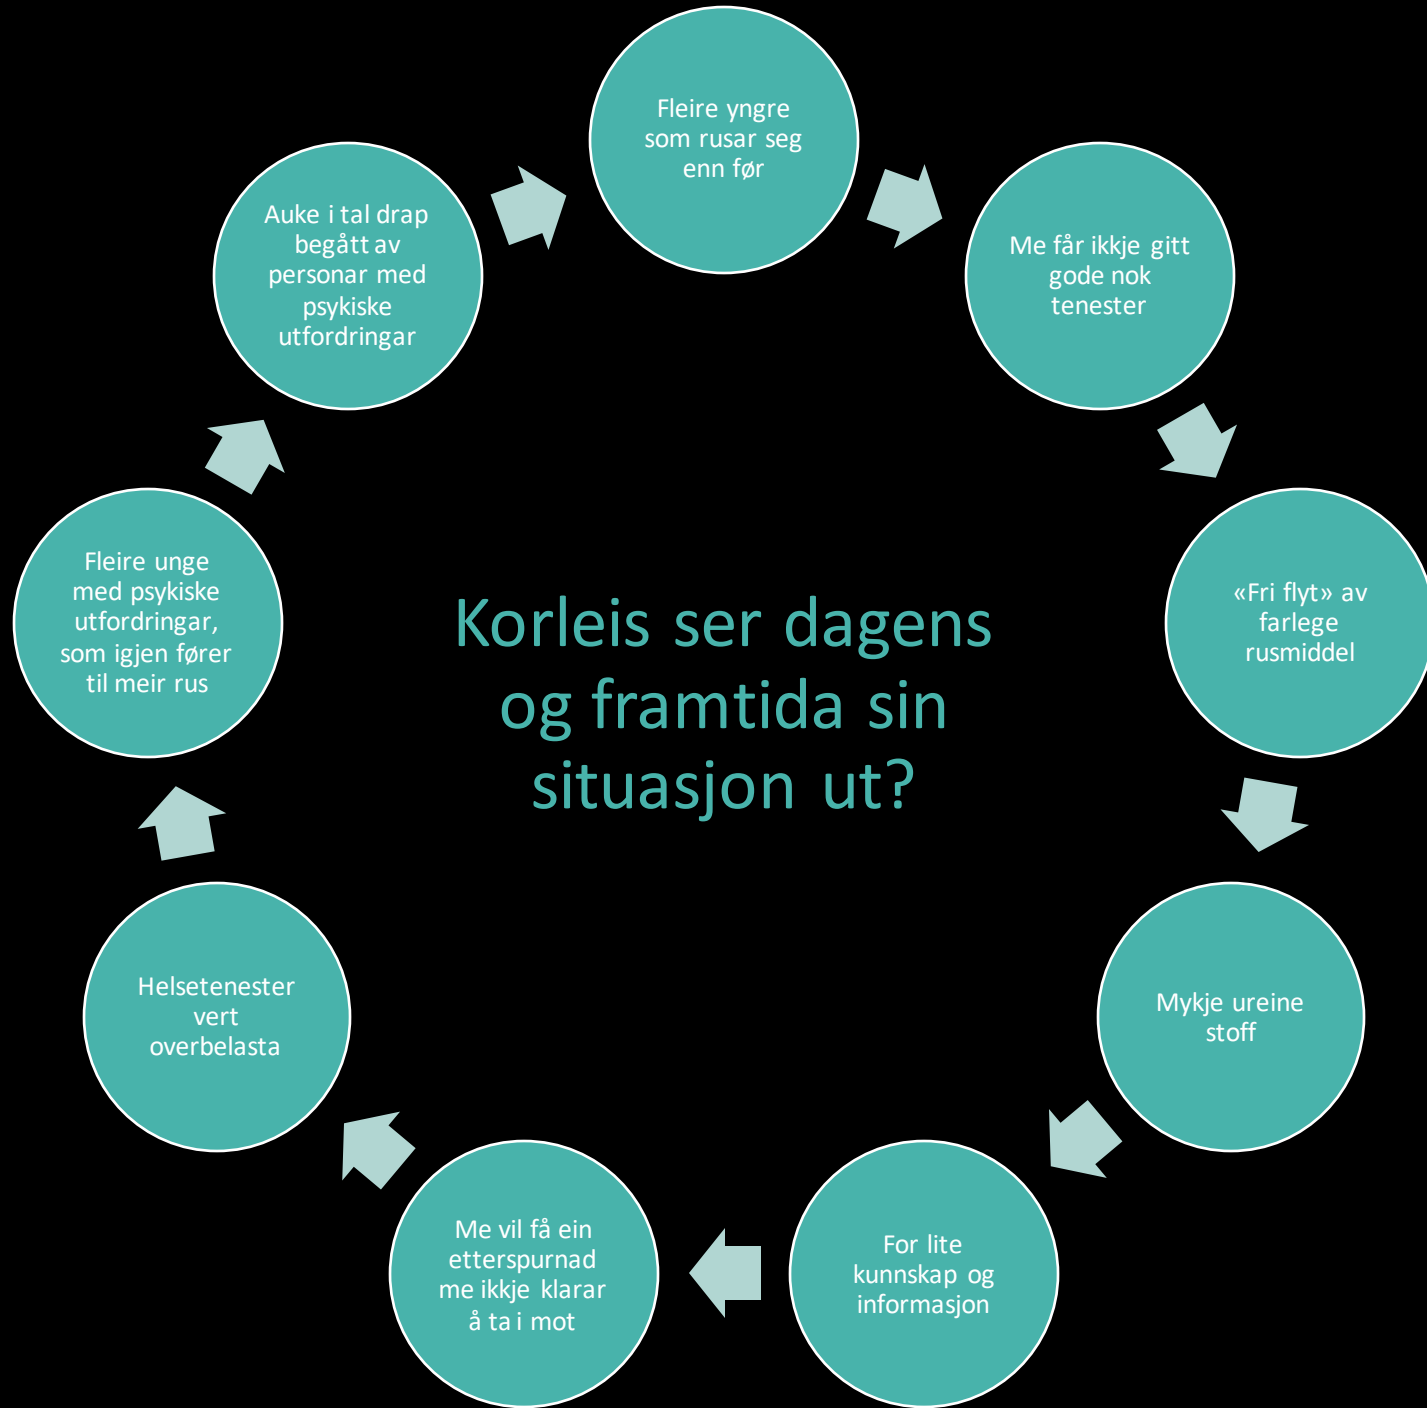 Fleire yngre
som rusar seg
enn før
Me får ikkje gitt
gode nok
tenester
«Fri flyt» av
farlege
rusmiddel
Mykje ureine
stoff
For lite
kunnskap og
informasjon
Me vil få ein
etterspurnad
me ikkje klarar
å ta i mot
Helsetenester
vert
overbelasta
Fleire unge
med psykiske
utfordringar,
som igjen fører
til meir rus
Auke i tal drap
begått av
personar med
psykiske
utfordringar
Korleis ser dagens
og framtida sin
situasjon ut?